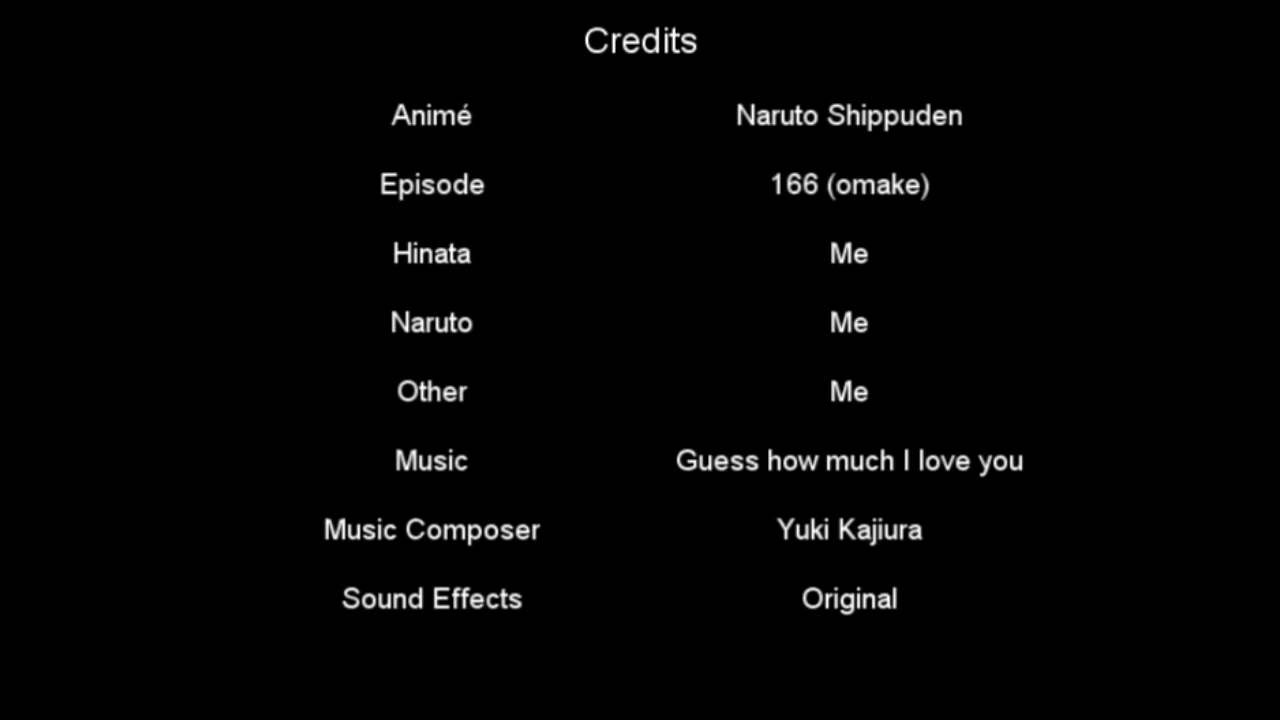 Credits
Animé Naruto Shippuden
Episode 166 (omake)
Hinata Me
Naruto Me
Other Me
Music Guess how much I love you
Music Composer Yuki Kajiura
Sound Effects Original